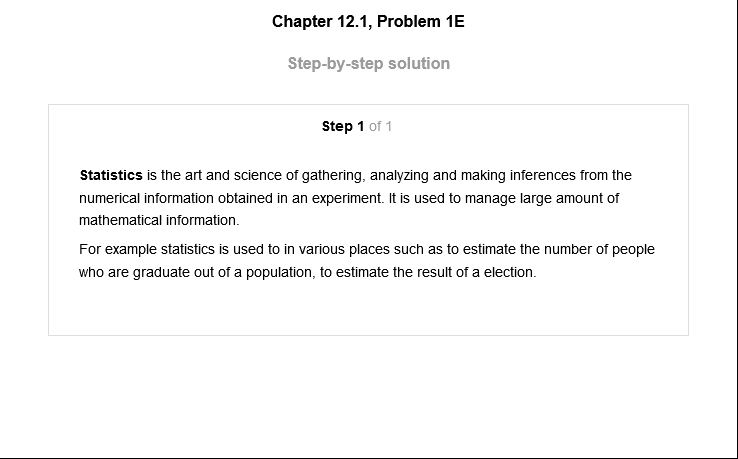 Chapter 12.1, Problem 1E
Step-by-step solution
Step 1 of 1
Statistics is the art and science of gathering, analyzing and making inferences from the
numerical information obtained in an experiment. It is used to manage large amount of
mathematical information.
For example statistics is used to in various places such as to estimate the number of people
who are graduate out of a population, to estimate the result of a election.